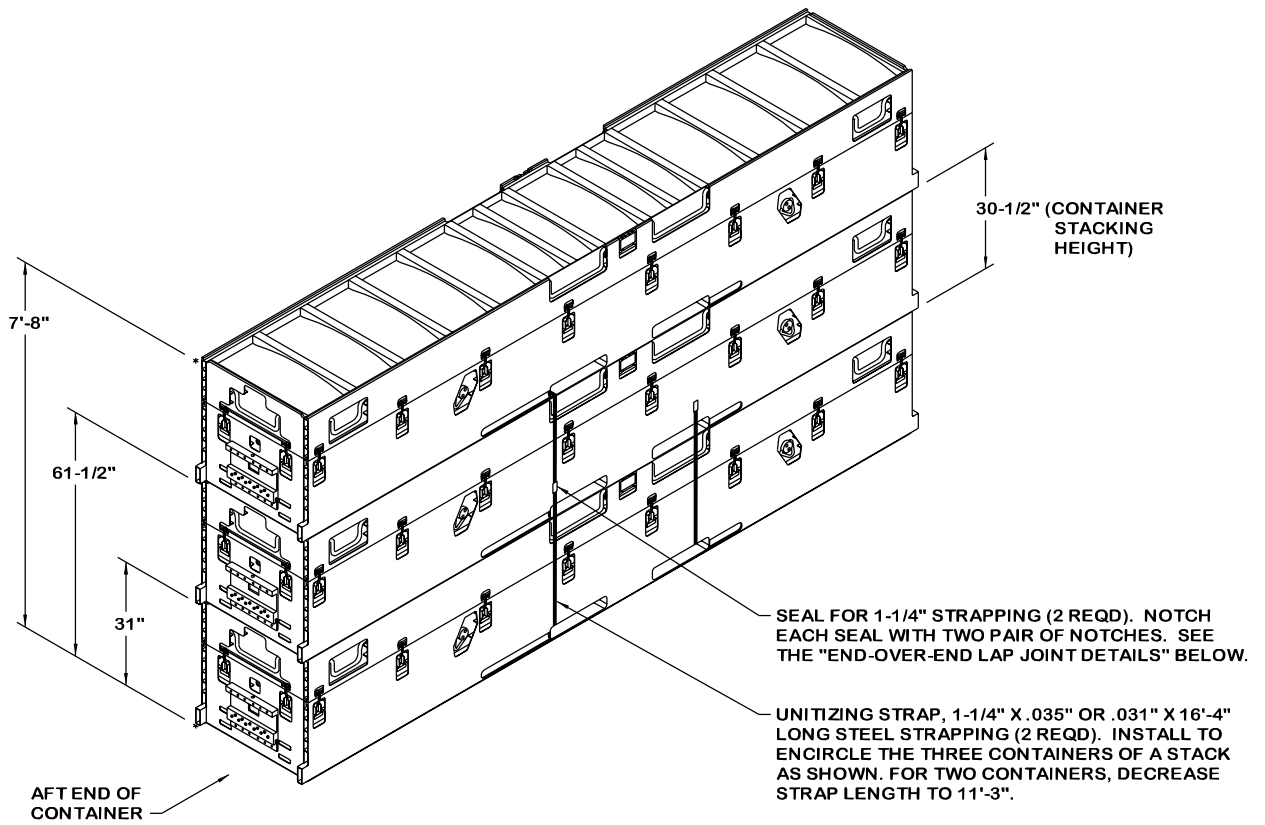 30-1/2" (CONTAINER
STACKING
HEIGHT)
7'-8"
*
61-1/2"
31"
*
SEAL FOR 1-1/4" STRAPPING (2 REQD).  NOTCH
EACH SEAL WITH TWO PAIR OF NOTCHES.  SEE
THE "END-OVER-END LAP JOINT DETAILS" BELOW.
UNITIZING STRAP, 1-1/4" X .035" OR .031" X 16'-4"
LONG STEEL STRAPPING (2 REQD).  INSTALL TO
ENCIRCLE THE THREE CONTAINERS OF A STACK
AS SHOWN. FOR TWO CONTAINERS, DECREASE
STRAP LENGTH TO 11'-3".
AFT END OF
CONTAINER